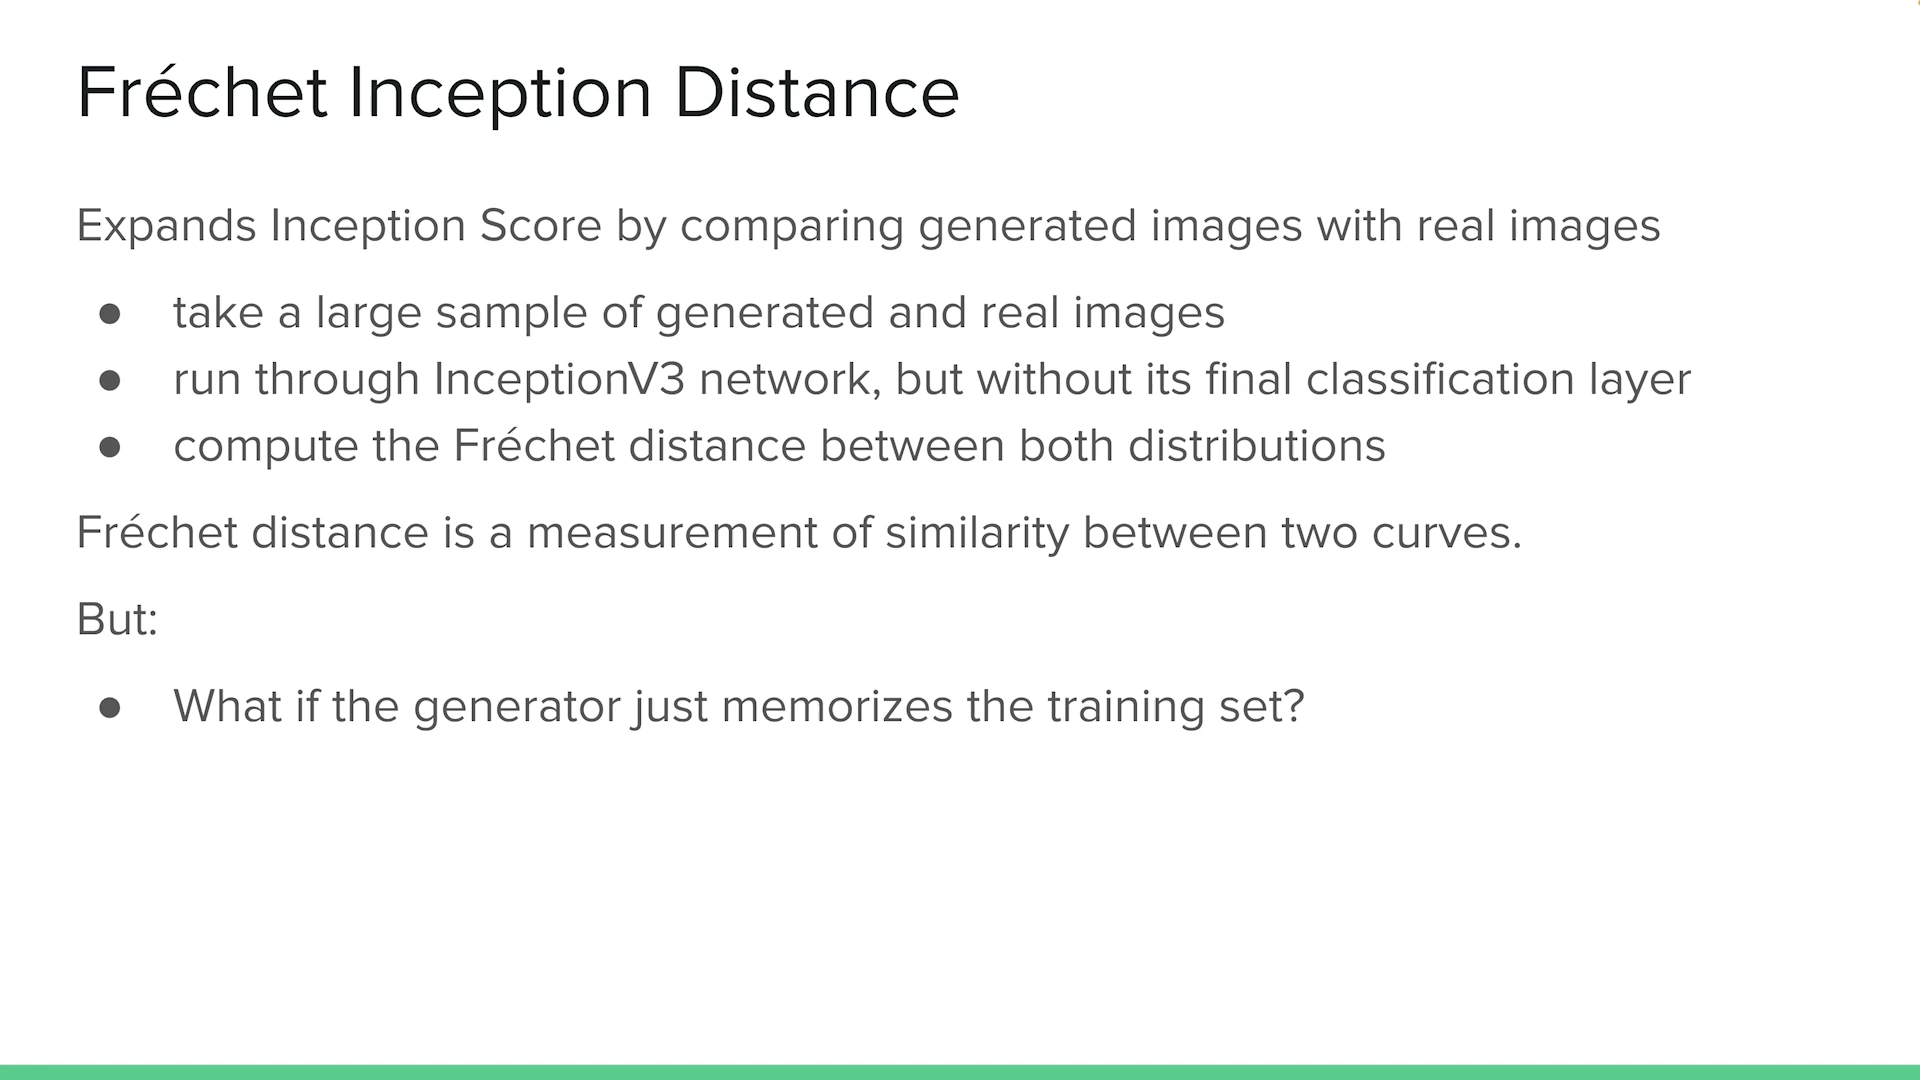 Fréchet Inception Distance
Expands Inception Score by comparing generated images with real images
● take a large sample of generated and real images
● run through InceptionV3 network, but without its final classification layer
● compute the Fréchet distance between both distributions
Fréchet distance is a measurement of similarity between two curves.
But:
● What if the generator just memorizes the training set?